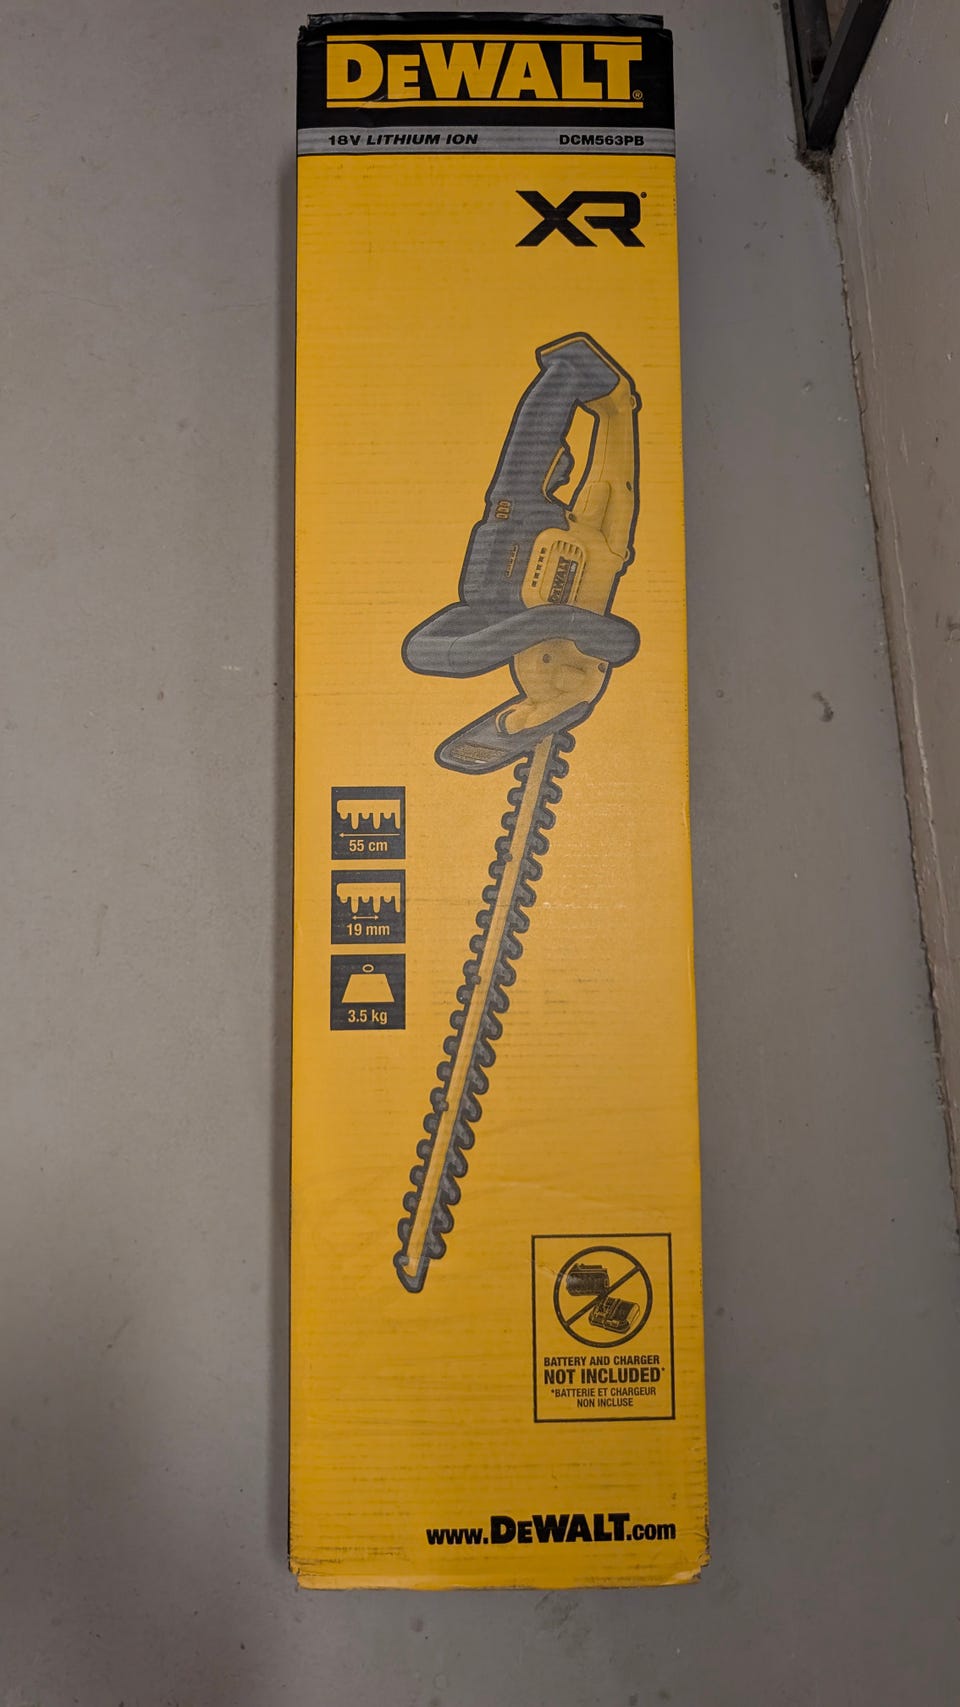 DEWALT®
18V LITHIUM ION DCM563PB
XR
DEWALT
55 cm
19 mm
3.5 kg
BATTERY AND CHARGER
NOT INCLUDED*
*BATTERIE ET CHARGEUR
NON INCLUSE
www.DEWALT.com